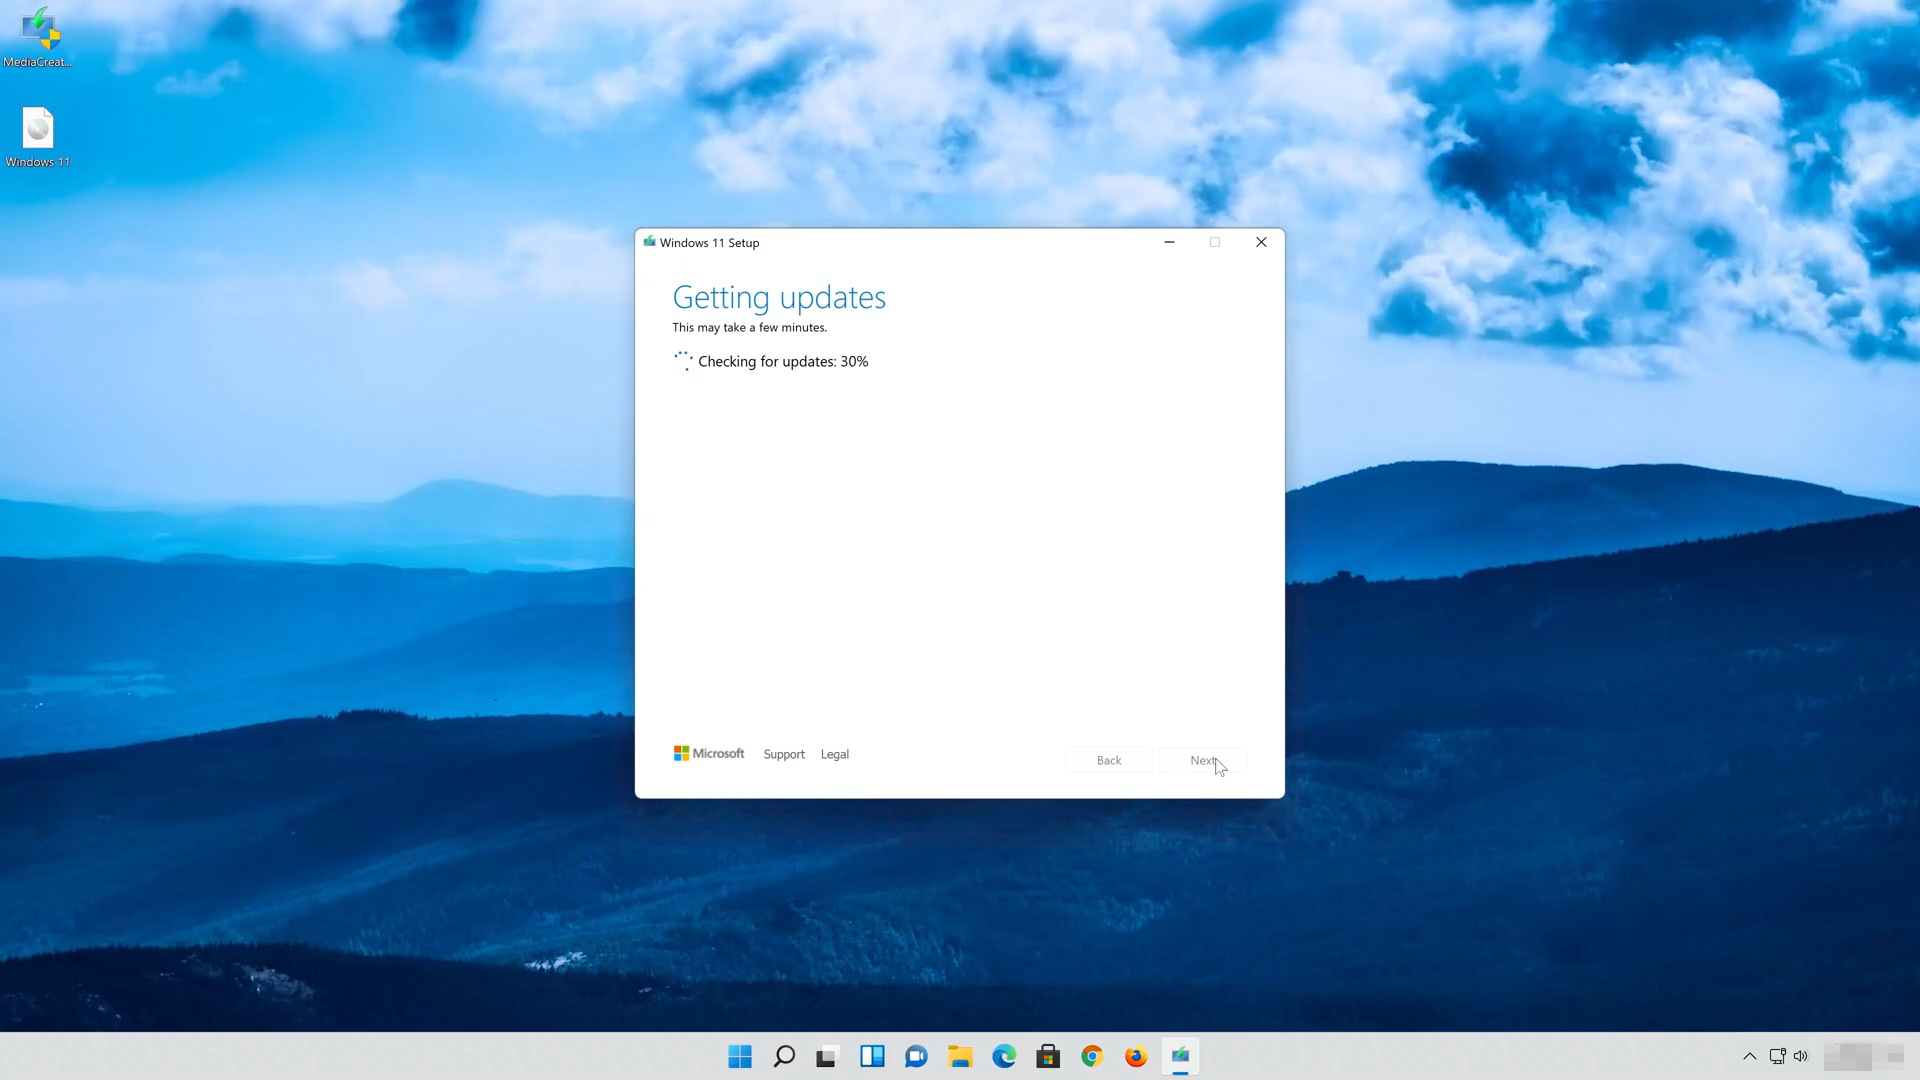 MediaCreat...
Windows 11
Windows 11 Setup
Getting updates
This may take a few minutes.
Checking for updates: 30%
Microsoft
Support
Legal
Back
Next